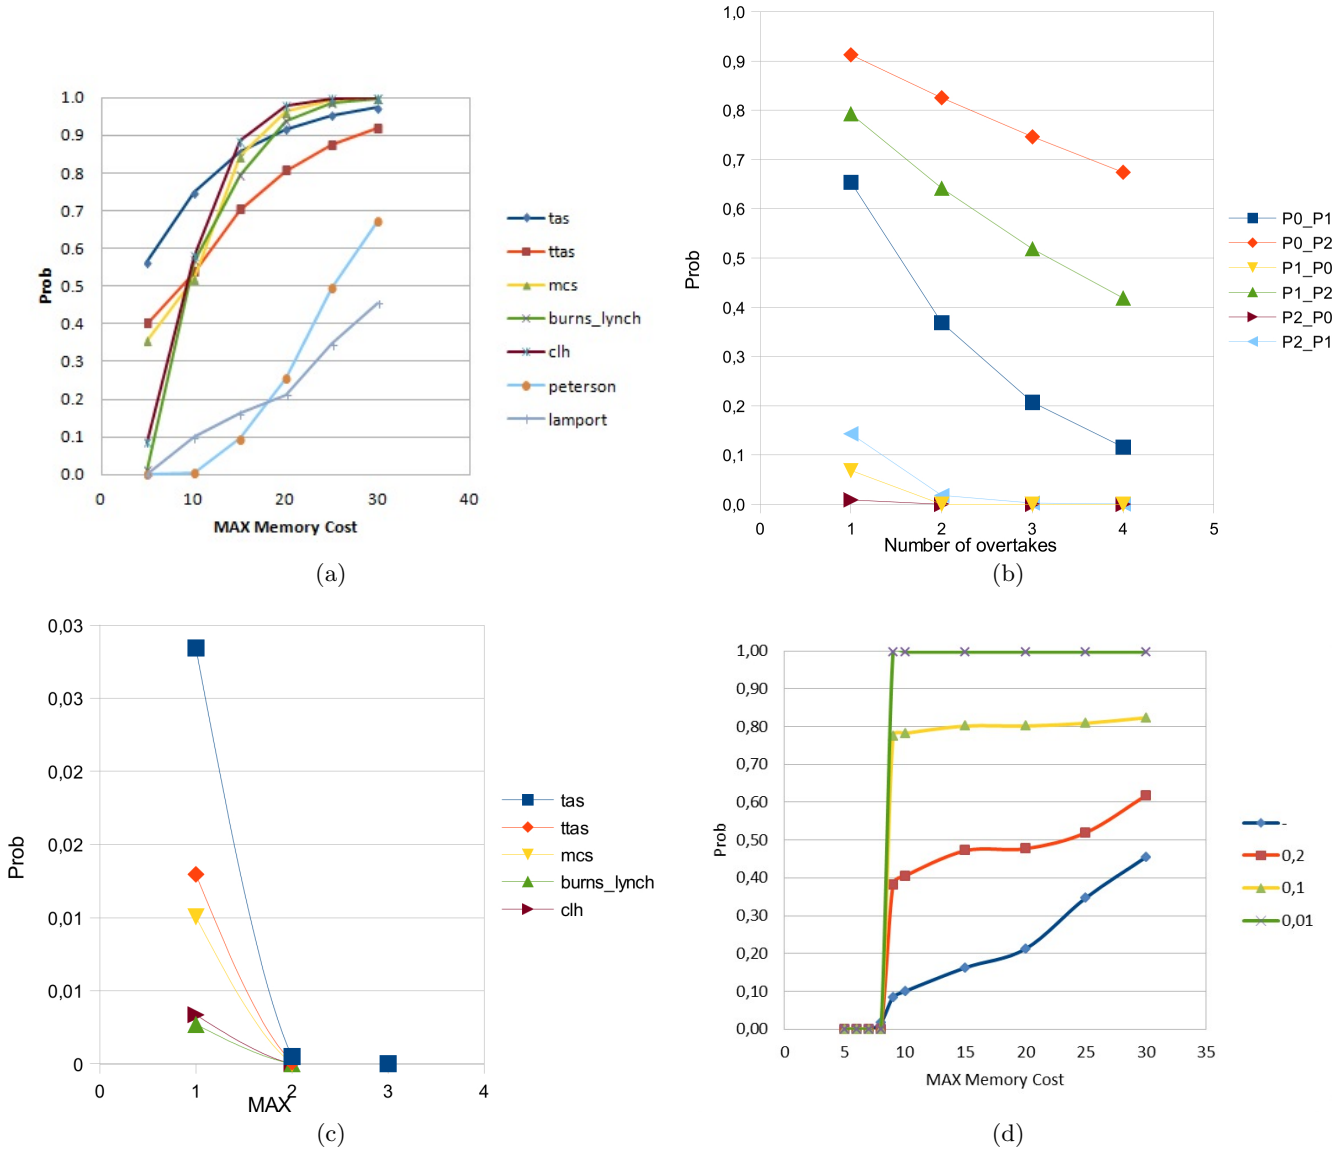 1.0
0.9
0.8
0.7
0.6
0.5
0.4
0.3
0.2
0.1
0.0
Prob
0 10 20 30 40
MAX Memory Cost
tas
ttas
mcs
burns_lynch
clh
peterson
lamport
(a)
1,0
0,9
0,8
0,7
0,6
0,5
0,4
0,3
0,2
0,1
0,0
Prob
0 1 2 3 4 5
Number of overtakes
P0_P1
P0_P2
P1_P0
P1_P2
P2_P0
P2_P1
(b)
0,03
0,03
0,02
0,02
0,01
0,01
0
Prob
0 1 2 3 4
MAX
tas
ttas
mcs
burns_lynch
clh
(c)
1,00
0,90
0,80
0,70
0,60
0,50
0,40
0,30
0,20
0,10
0,00
Prob
0 5 10 15 20 25 30 35
MAX Memory Cost
-
0,2
0,1
0,01
(d)